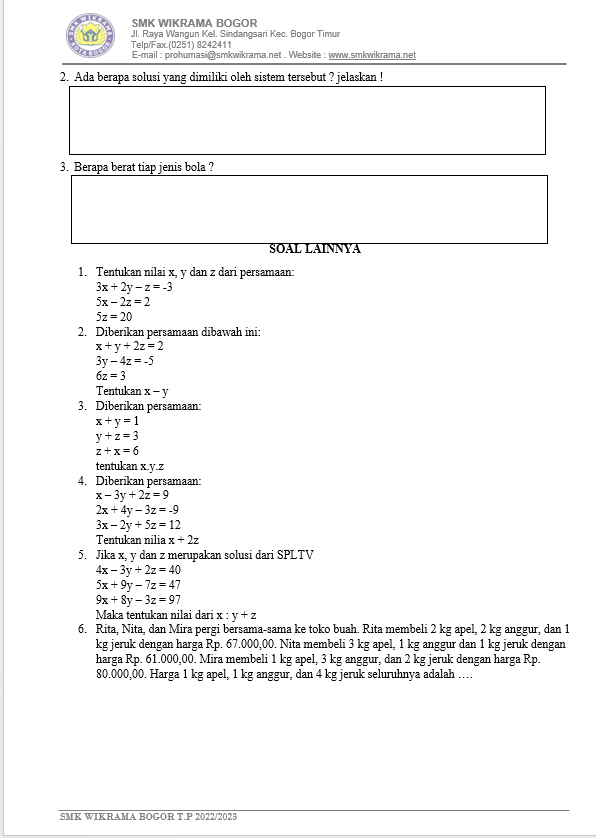 SMK WIKRAMA BOGOR
Jl. Raya Wangun Kel. Sindangsari Kec. Bogor Timur
Telp/Fax.(0251) 8242411
E-mail : prohumasi@smkwikrama.net . Website : www.smkwikrama.net
2. Ada berapa solusi yang dimiliki oleh sistem tersebut ? jelaskan !
3. Berapa berat tiap jenis bola ?
SOAL LAINNYA
1. Tentukan nilai x, y dan z dari persamaan:
3x + 2y – z = -3
5x – 2z = 2
5z = 20
2. Diberikan persamaan dibawah ini:
x + y + 2z = 2
3y – 4z = -5
6z = 3
Tentukan x – y
3. Diberikan persamaan:
x + y = 1
y + z = 3
z + x = 6
tentukan x.y.z
4. Diberikan persamaan:
x – 3y + 2z = 9
2x + 4y – 3z = -9
3x – 2y + 5z = 12
Tentukan nilia x + 2z
5. Jika x, y dan z merupakan solusi dari SPLTV
4x – 3y + 2z = 40
5x + 9y – 7z = 47
9x + 8y – 3z = 97
Maka tentukan nilai dari x : y + z
6. Rita, Nita, dan Mira pergi bersama-sama ke toko buah. Rita membeli 2 kg apel, 2 kg anggur, dan 1
kg jeruk dengan harga Rp. 67.000,00. Nita membeli 3 kg apel, 1 kg anggur dan 1 kg jeruk dengan
harga Rp. 61.000,00. Mira membeli 1 kg apel, 3 kg anggur, dan 2 kg jeruk dengan harga Rp.
80.000,00. Harga 1 kg apel, 1 kg anggur, dan 4 kg jeruk seluruhnya adalah ….
SMK WIKRAMA BOGOR T.P 2022/2023